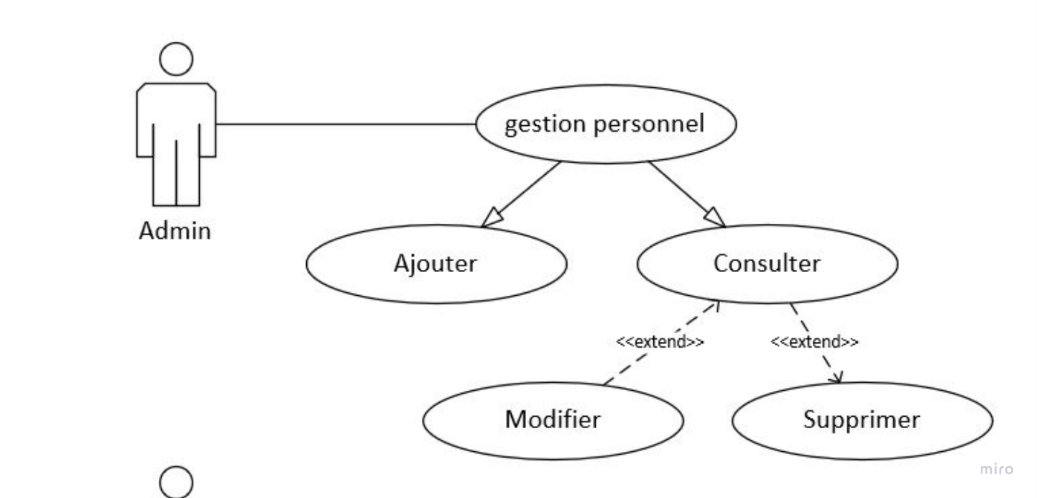 gestion personnel
Admin
Ajouter
Consulter
<<extend>>
<<extend>>
Modifier
Supprimer
miro